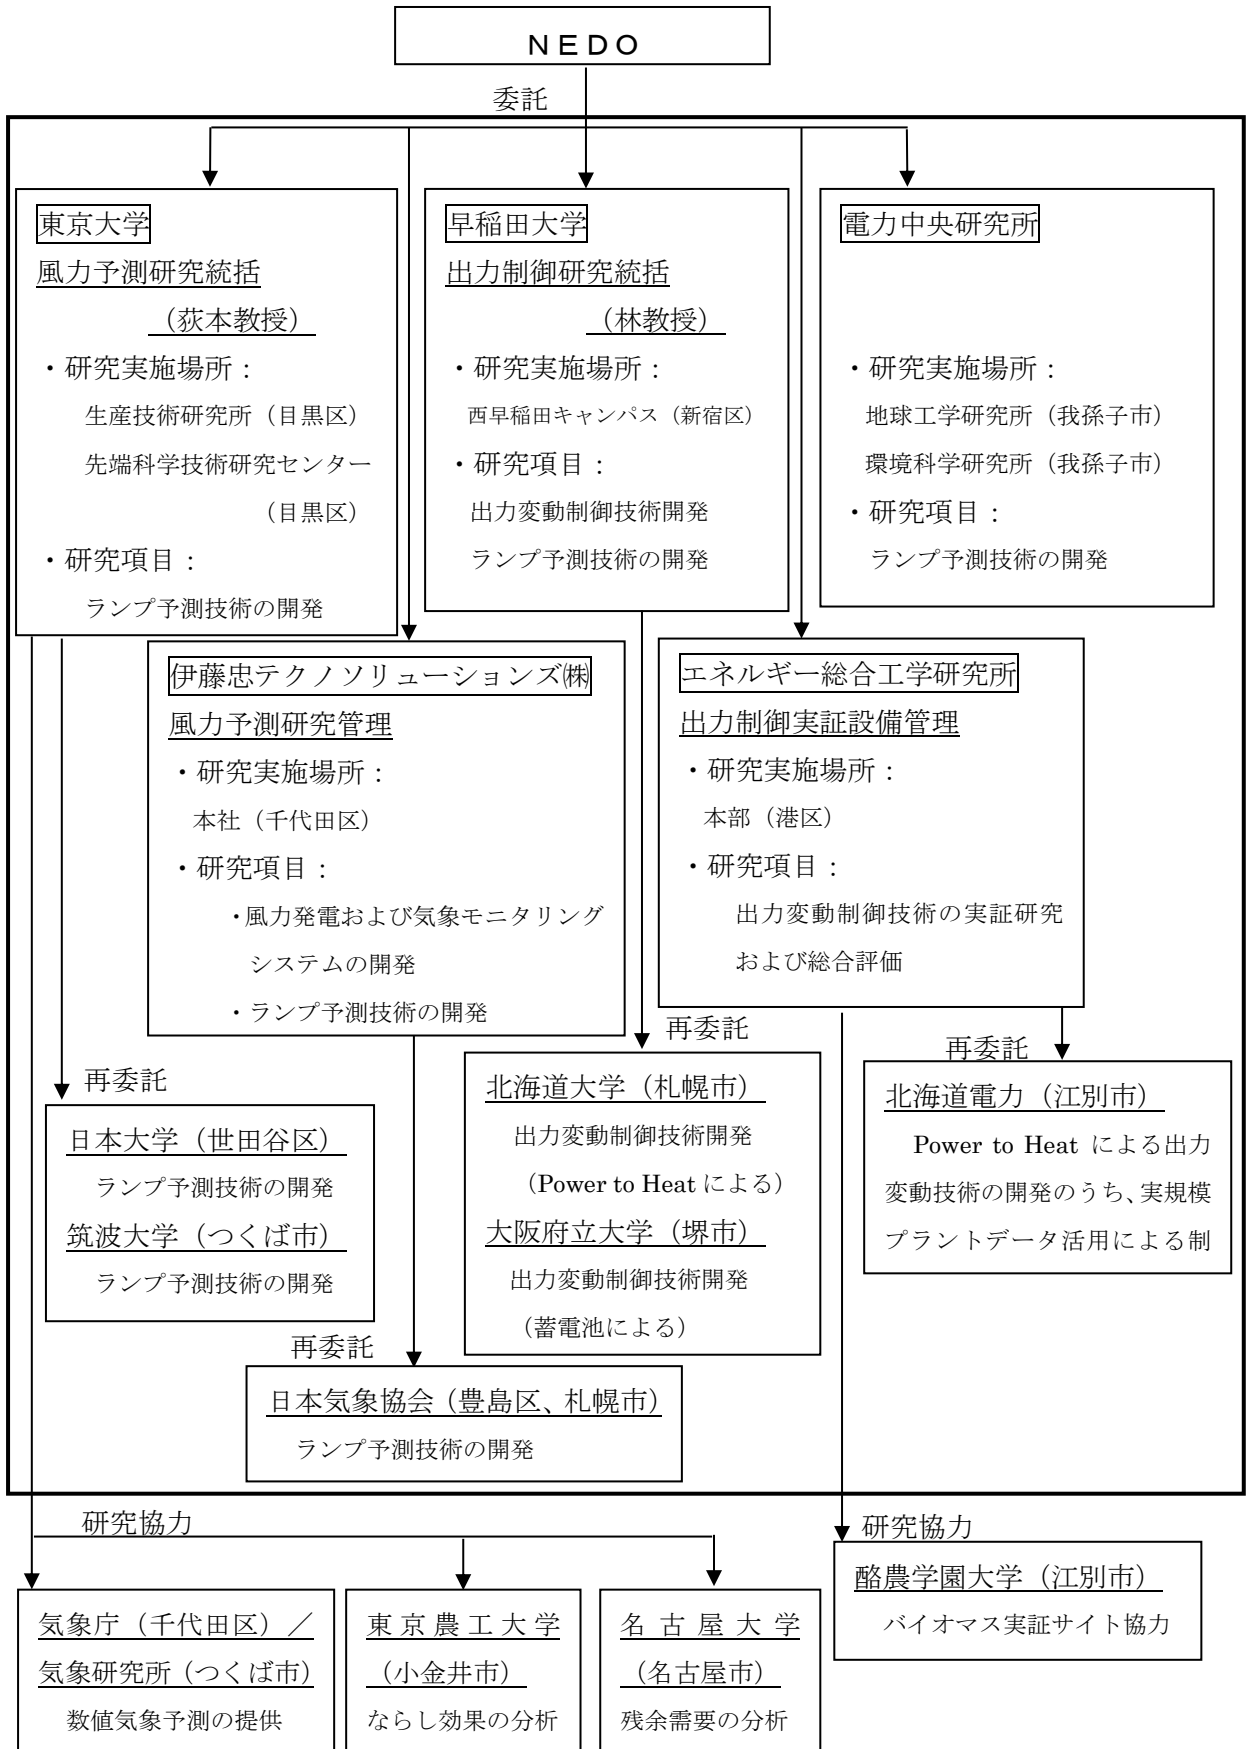 ＮＥＤＯ
委託
東京大学
風力予測研究統括
（荻本教授）
・研究実施場所：
生産技術研究所（目黒区）
先端科学技術研究センター
（目黒区）
・研究項目：
ランプ予測技術の開発
早稲田大学
出力制御研究統括
（林教授）
・研究実施場所：
西早稲田キャンパス（新宿区）
・研究項目：
出力変動制御技術開発
ランプ予測技術の開発
電力中央研究所
・研究実施場所：
地球工学研究所（我孫子市）
環境科学研究所（我孫子市）
・研究項目：
ランプ予測技術の開発
伊藤忠テクノソリューションズ㈱
風力予測研究管理
・研究実施場所：
本社（千代田区）
・研究項目：
・風力発電および気象モニタリング
システムの開発
・ランプ予測技術の開発
エネルギー総合工学研究所
出力制御実証設備管理
・研究実施場所：
本部（港区）
・研究項目：
出力変動制御技術の実証研究
および総合評価
再委託
日本大学（世田谷区）
ランプ予測技術の開発
筑波大学（つくば市）
ランプ予測技術の開発
再委託
北海道大学（札幌市）
出力変動制御技術開発
（Power to Heat による）
大阪府立大学（堺市）
出力変動制御技術開発
（蓄電池による）
再委託
北海道電力（江別市）
Power to Heat による出力
変動技術の開発のうち、実規模
プラントデータ活用による制
再委託
日本気象協会（豊島区、札幌市）
ランプ予測技術の開発
研究協力
気象庁（千代田区）／
気象研究所（つくば市）
数値気象予測の提供
東京農工大学
（小金井市）
ならし効果の分析
名古屋大学
（名古屋市）
残余需要の分析
研究協力
酪農学園大学（江別市）
バイオマス実証サイト協力